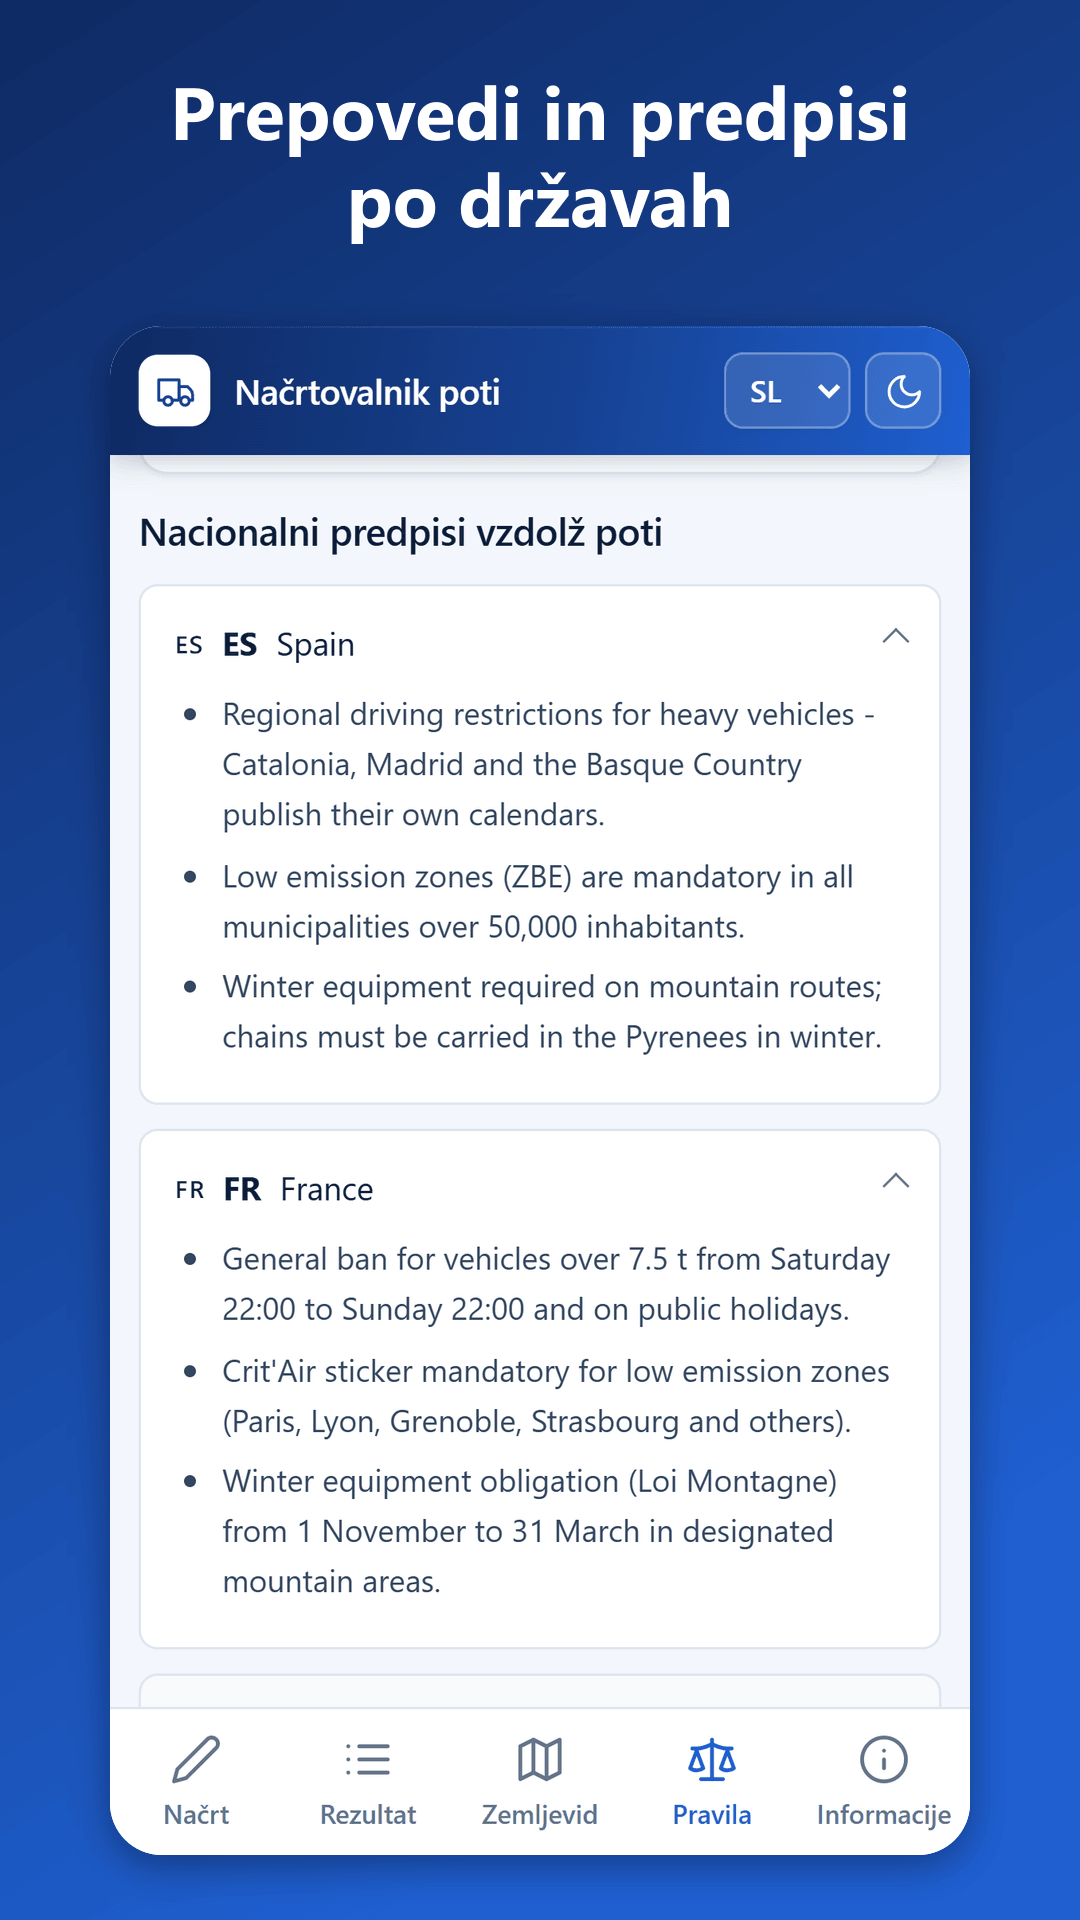 Prepovedi in predpisi
po državah
Načrtovalnik poti
SL
Nacionalni predpisi vzdolž poti
ES ES Spain
Regional driving restrictions for heavy vehicles -
Catalonia, Madrid and the Basque Country
publish their own calendars.
Low emission zones (ZBE) are mandatory in all
municipalities over 50,000 inhabitants.
Winter equipment required on mountain routes;
chains must be carried in the Pyrenees in winter.
FR FR France
General ban for vehicles over 7.5 t from Saturday
22:00 to Sunday 22:00 and on public holidays.
Crit'Air sticker mandatory for low emission zones
(Paris, Lyon, Grenoble, Strasbourg and others).
Winter equipment obligation (Loi Montagne)
from 1 November to 31 March in designated
mountain areas.
Načrt Rezultat Zemljevid Pravila Informacije